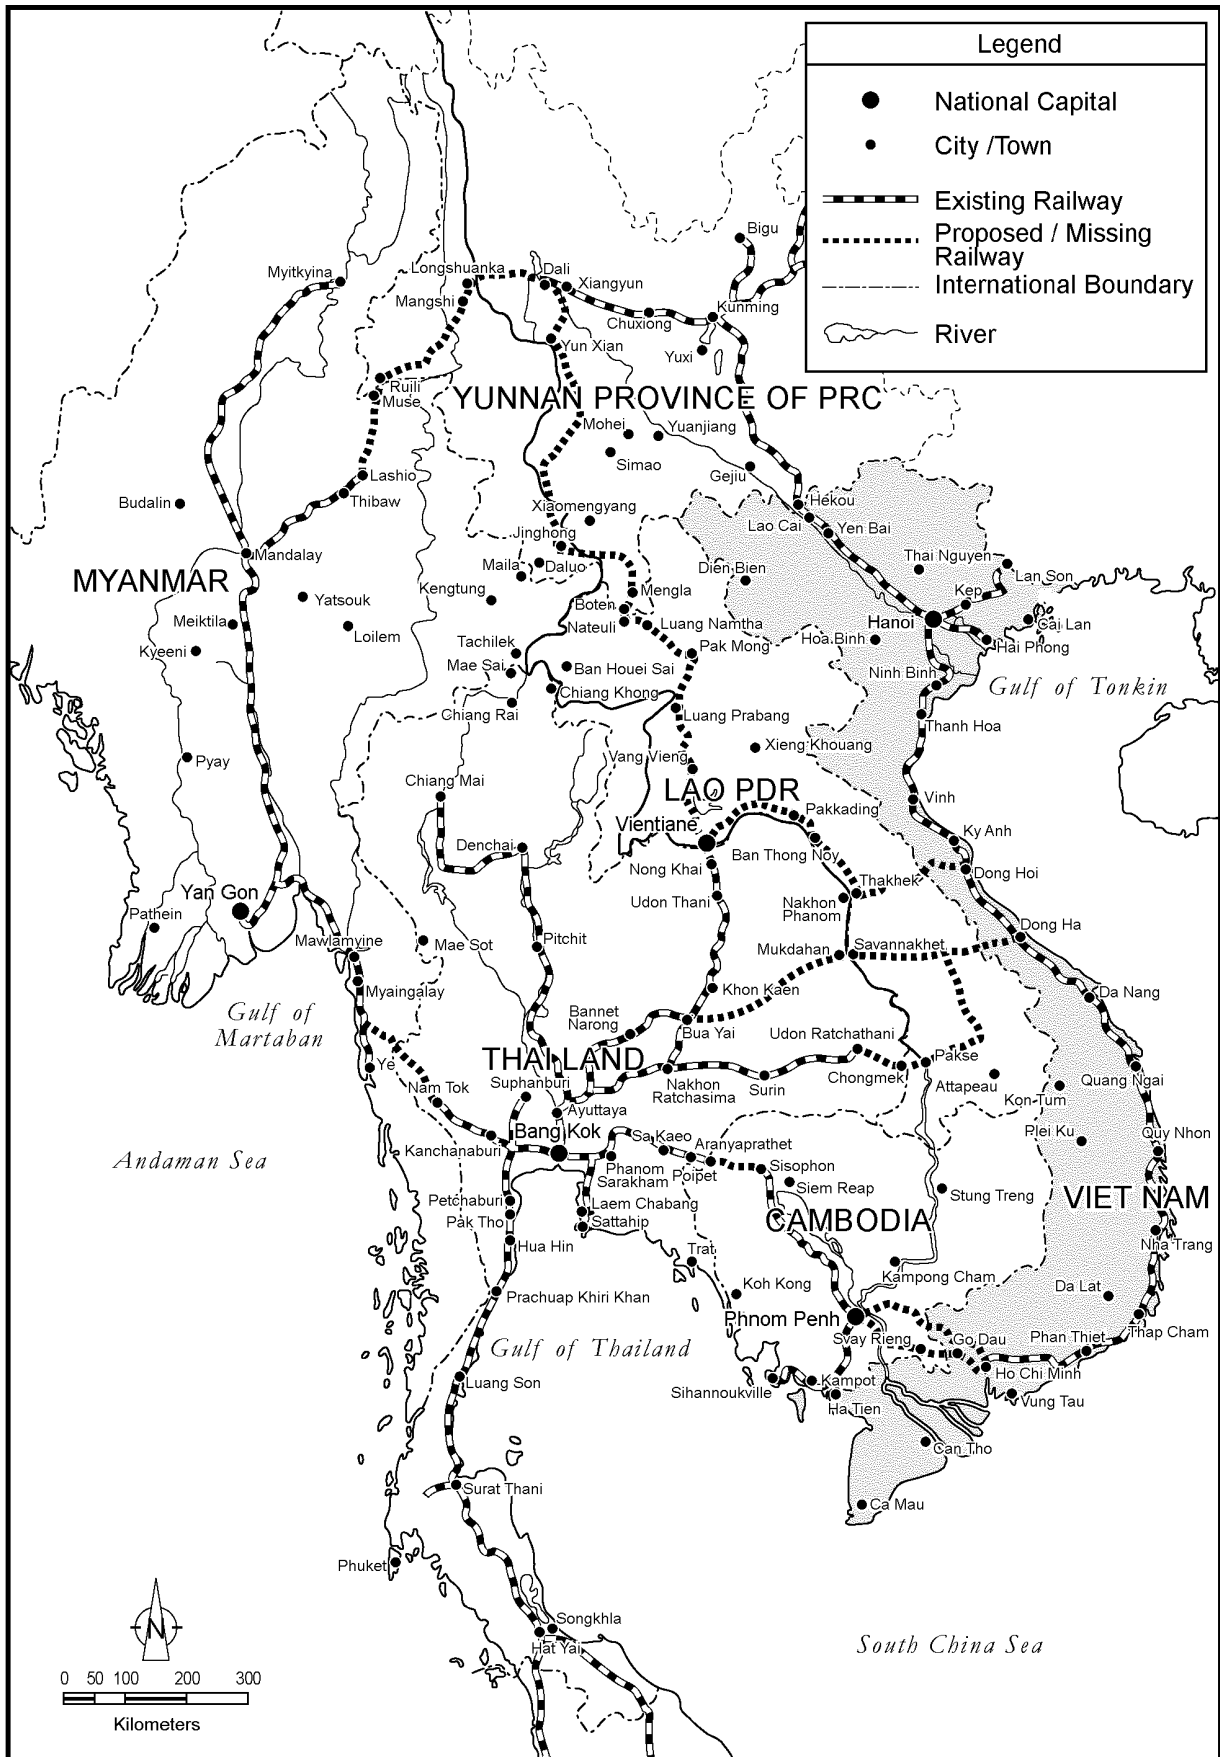 Legend
National Capital
City /Town
Existing Railway
Proposed / Missing
Railway
International Boundary
River
Bigu
Myitkyina
Longshuanka
Dali
Xiangyun
Mangshi
Chuxiong
Kunming
Yun Xian
Yuxi
Ruili
Muse
YUNNAN PROVINCE OF PRC
Mohei
Yuanjiang
Simao
Gejiu
Lashio
Thibaw
Budalin
Xiaomengyang
Hekou
Lao Cai
Yen Bai
Jinghong
Mandalay
Thai Nguyen
Maila
Daluo
Dien Bien
Lan Son
MYANMAR
Kengtung
Mengla
Kep
Yatsouk
Boten
Nateuli
Luang Namtha
Hanoi
Cai Lan
Meiktila
Loilem
Hoa Binh
Hai Phong
Kyeeni
Tachilek
Pak Mong
Mae Sai
Ban Houei Sai
Ninh Binh
Chiang Khong
Gulf of Tonkin
Chiang Rai
Luang Prabang
Thanh Hoa
Xieng Khouang
Pyay
Vang Vieng
Chiang Mai
LAO PDR
Vinh
Pakkading
Vientiane
Ky Anh
Denchai
Ban Thong Noy
Nong Khai
Dong Hoi
Thakhek
Yan Gon
Udon Thani
Nakhon
Phanom
Pathein
Dong Ha
Mawlamyine
Mae Sot
Pitchit
Mukdahan
Savannakhet
Myaingalay
Khon Kaen
Da Nang
Gulf of
Martaban
Bannet
Narong
Bua Yai
Udon Ratchathani
THAILAND
Ye
Pakse
Suphanburi
Nam Tok
Nakhon
Ratchasima
Surin
Chongmek
Attapeau
Quang Ngai
Kon Tum
Ayuttaya
Bang Kok
Plei Ku
Quy Nhon
Sa Kaeo
Aranyaprathet
Kanchanaburi
Andaman Sea
Phanom
Sarakham
Poipet
Sisophon
Siem Reap
Stung Treng
VIET NAM
Petchaburi
Laem Chabang
Pak Tho
Sattahip
CAMBODIA
Hua Hin
Trat
Nha Trang
Kampong Cham
Koh Kong
Da Lat
Prachuap Khiri Khan
Phnom Penh
Svay Rieng
Go Dau
Phan Thiet
Thap Cham
Gulf of Thailand
Ho Chi Minh
Luang Son
Sihannoukville
Kampot
Ha Tien
Vung Tau
Can Tho
Surat Thani
Ca Mau
Phuket
N
Songkhla
Hat Yai
South China Sea
0 50 100 200 300
Kilometers